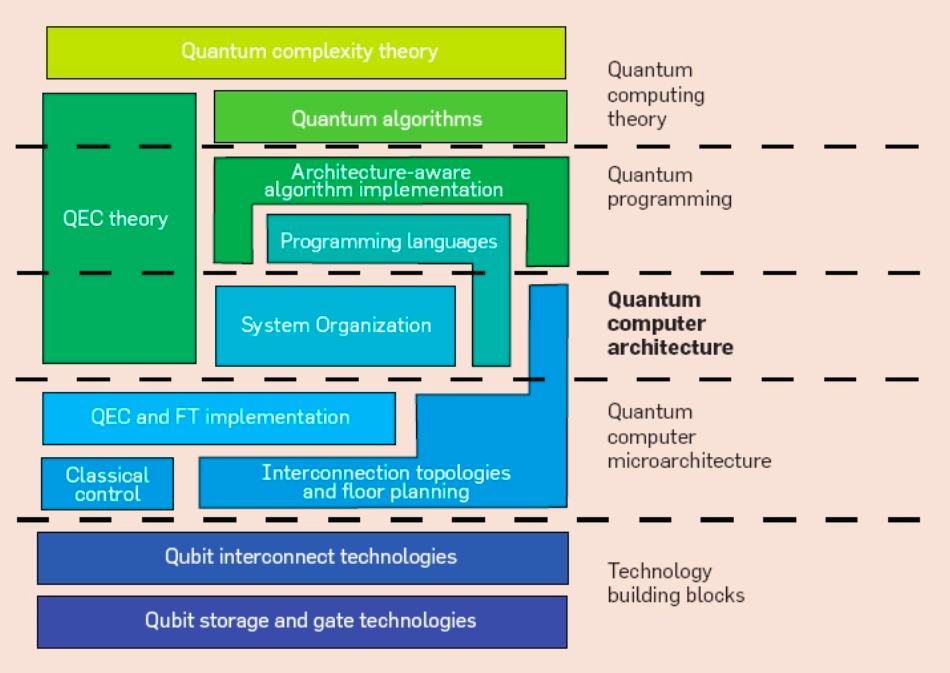 Quantum complexity theory
Quantum
computing
theory
Quantum algorithms
Architecture-aware
algorithm implementation
Quantum
programming
QEC theory
Programming languages
System Organization
Quantum
computer
architecture
QEC and FT implementation
Quantum
computer
microarchitecture
Classical
control
Interconnection topologies
and floor planning
Qubit interconnect technologies
Technology
building blocks
Qubit storage and gate technologies